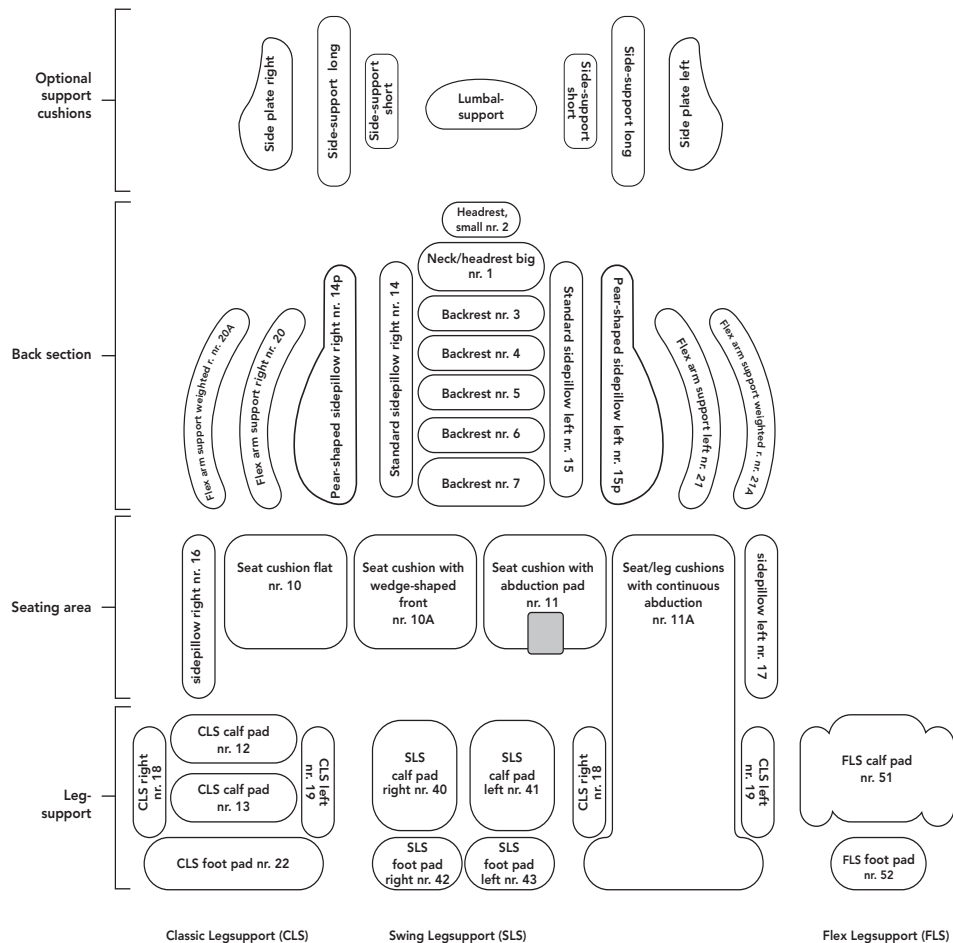 Optional
support
cushions
Side plate right
Side-support long
Side-support
short
Lumbal-
support
Side-support
short
Side-support long
Side plate left
Back section
Headrest,
small nr. 2
Neck/headrest big
nr. 1
Backrest nr. 3
Backrest nr. 4
Backrest nr. 5
Backrest nr. 6
Backrest nr. 7
Flex arm support weighted r. nr. 20A
Flex arm support right nr. 20
Pear-shaped sidepillow right nr. 14p
Standard sidepillow right nr. 14
Standard sidepillow left nr. 15
Pear-shaped sidepillow left nr. 15p
Flex arm support left nr. 21
Flex arm support weighted r. nr. 21A
Seating area
sidepillow right nr. 16
Seat cushion flat
nr. 10
Seat cushion with
wedge-shaped
front
nr. 10A
Seat cushion with
abduction pad
nr. 11
Seat/leg cushions
with continuous
abduction
nr. 11A
sidepillow left nr. 17
Leg-
support
CLS right
nr. 18
CLS calf pad
nr. 12
CLS calf pad
nr. 13
CLS left
nr. 19
CLS foot pad nr. 22
SLS
calf pad
right nr. 40
SLS
calf pad
left nr. 41
SLS
foot pad
right nr. 42
SLS
foot pad
left nr. 43
CLS right
nr. 18
CLS left
nr. 19
FLS calf pad
nr. 51
FLS foot pad
nr. 52
Classic Legsupport (CLS)
Swing Legsupport (SLS)
Flex Legsupport (FLS)